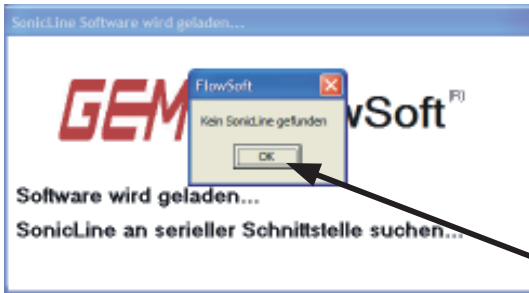 SonicLine Software wird geladen...
FlowSoft
Kein SonicLine gefunden
OK
GEM wSoft (R)
Software wird geladen...
SonicLine an serieller Schnittstelle suchen...